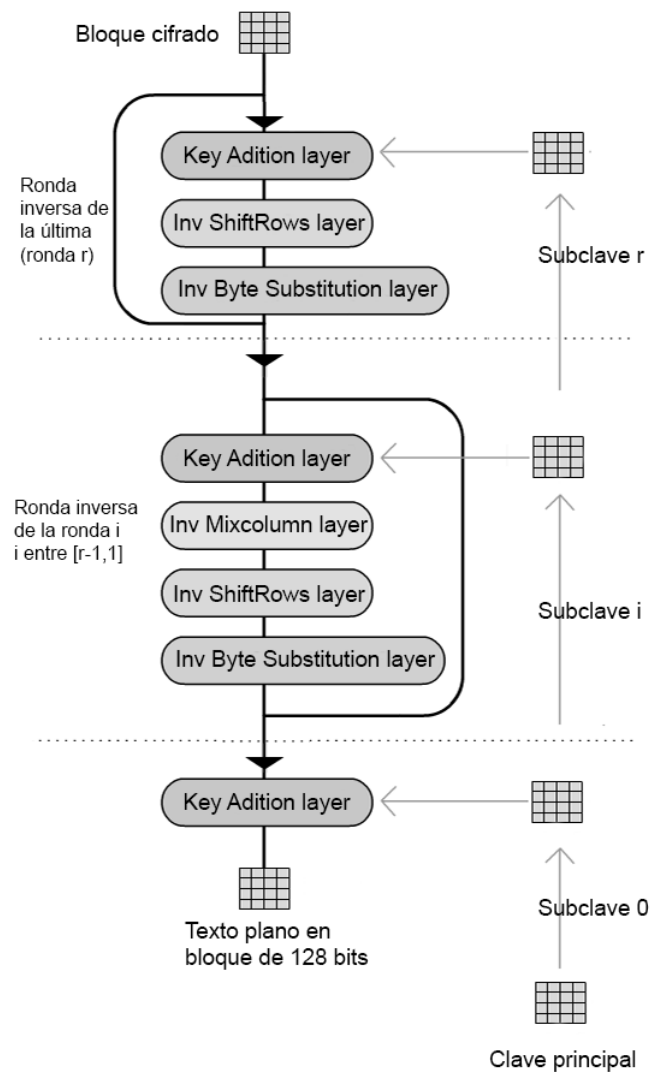 Bloque cifrado
Key Adition layer
Ronda
inversa de
la última
(ronda r)
Inv ShiftRows layer
Subclave r
Inv Byte Substitution layer
Key Adition layer
Ronda inversa
de la ronda i
i entre [r-1,1]
Inv Mixcolumn layer
Inv ShiftRows layer
Subclave i
Inv Byte Substitution layer
Key Adition layer
Subclave 0
Texto plano en
bloque de 128 bits
Clave principal